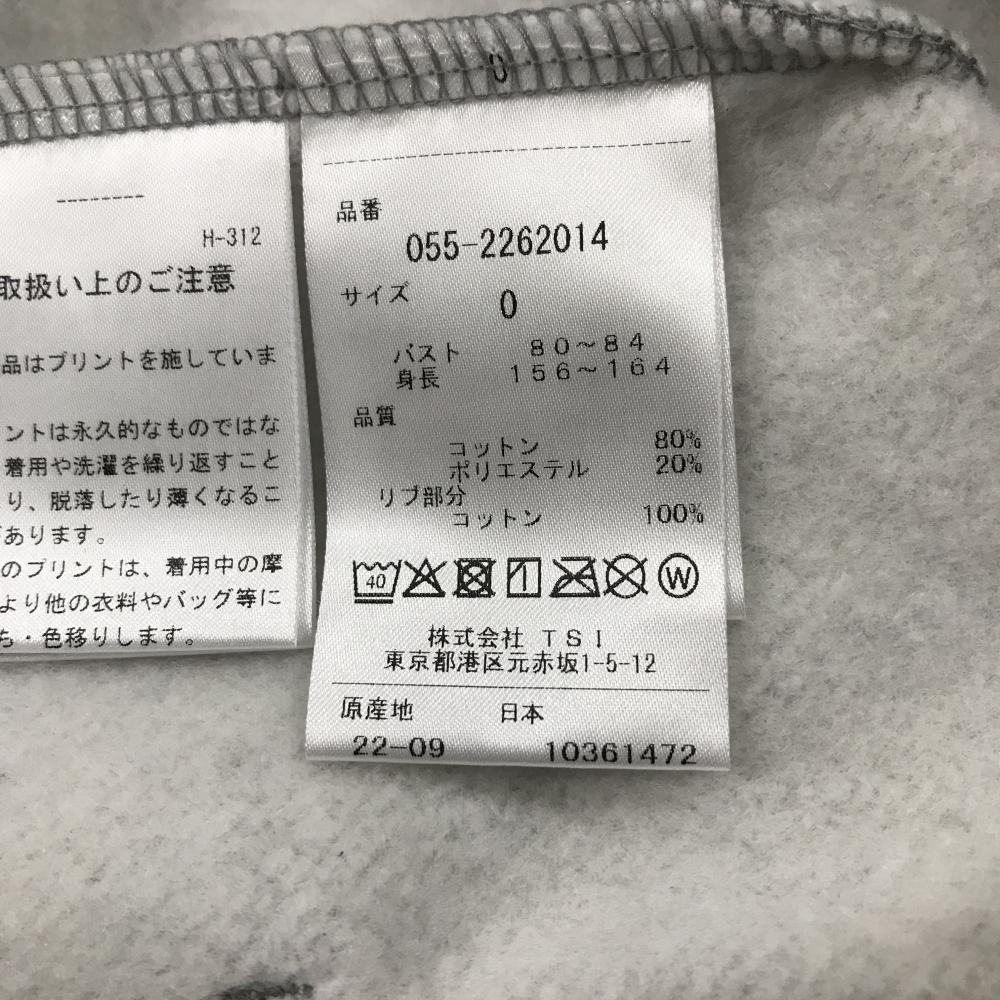 H-312
取扱い上のご注意
品はプリントを施していま
ントは永久的なものではな
着用や洗濯を繰り返すこと
り、脱落したり薄くなるこ
があります。
のプリントは、着用中の摩
より他の衣料やバッグ等に
ち・色移りします。
0
品番
055-2262014
サイズ 0
バスト 80〜84
身長 156〜164
品質
コットン 80%
ポリエステル 20%
リブ部分
コットン 100%
40 W
株式会社 TSI
東京都港区元赤坂1-5-12
原産地 日本
22-09 10361472